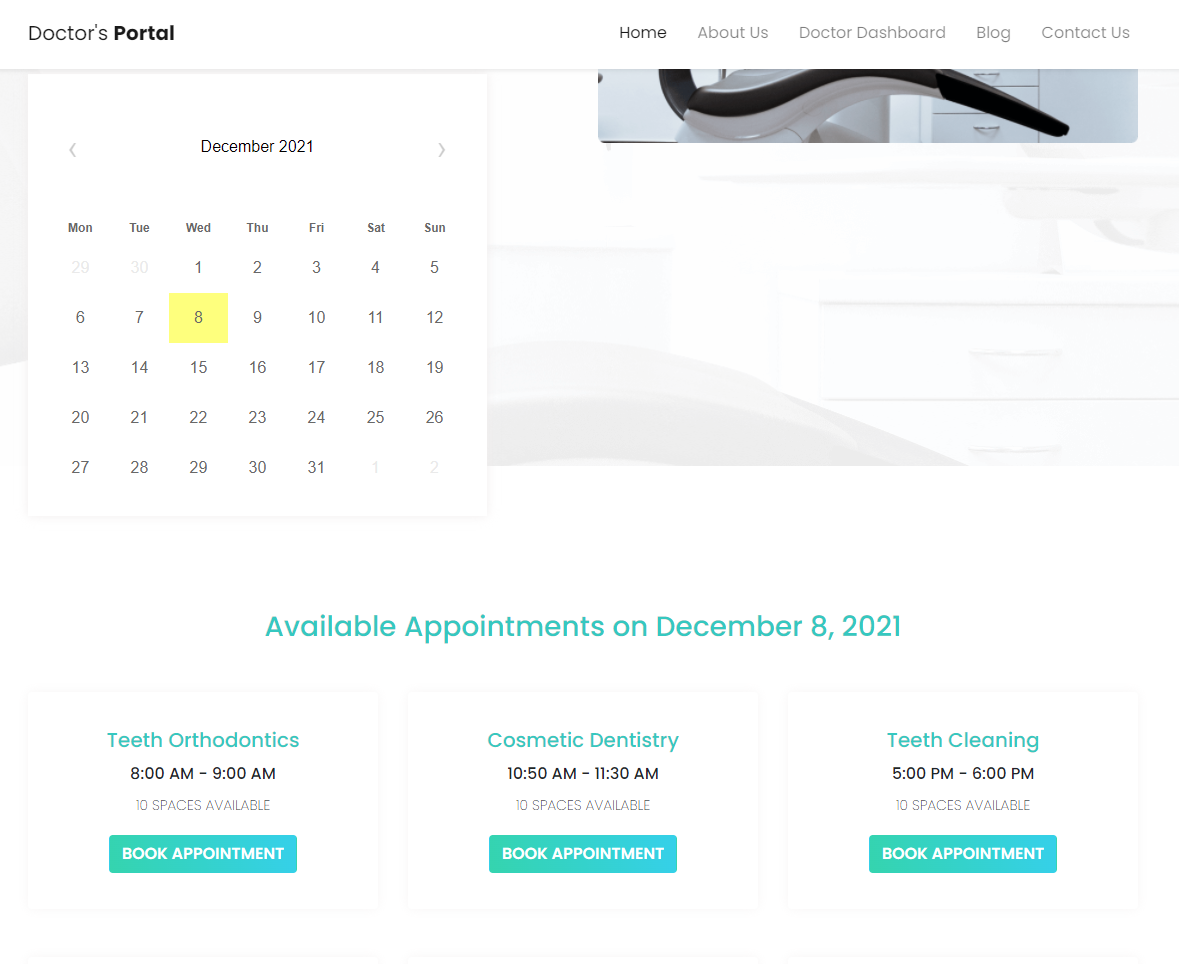 Doctor's Portal
Home About Us Doctor Dashboard Blog Contact Us
‹ December 2021 ›
Mon Tue Wed Thu Fri Sat Sun
29 30 1 2 3 4 5
6 7 8 9 10 11 12
13 14 15 16 17 18 19
20 21 22 23 24 25 26
27 28 29 30 31 1 2
Available Appointments on December 8, 2021
Teeth Orthodontics
8:00 AM - 9:00 AM
10 SPACES AVAILABLE
BOOK APPOINTMENT
Cosmetic Dentistry
10:50 AM - 11:30 AM
10 SPACES AVAILABLE
BOOK APPOINTMENT
Teeth Cleaning
5:00 PM - 6:00 PM
10 SPACES AVAILABLE
BOOK APPOINTMENT